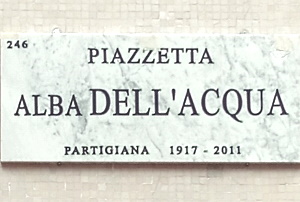 246
PIAZZETTA
ALBA DELL'ACQUA
PARTIGIANA 1917 - 2011